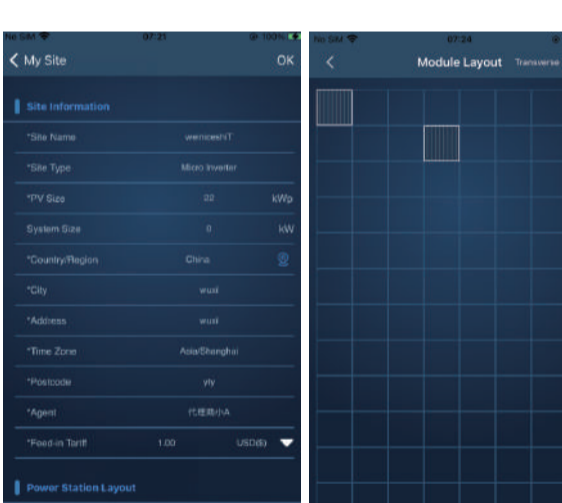 No SIM 07:21 100%
My Site OK
Site Information
*Site Name
*Site Type Micro Inverter
*PV Size 22 kWp
System Size 0 kW
*Country/Region China
*City wuxi
*Address wuxi
*Time Zone Asia/Shanghai
*Postcode yty
*Agent 代理商小A
*Feed-in Tariff 1.00 USD($)
Power Station Layout
No SIM 07:24
Module Layout Transverse